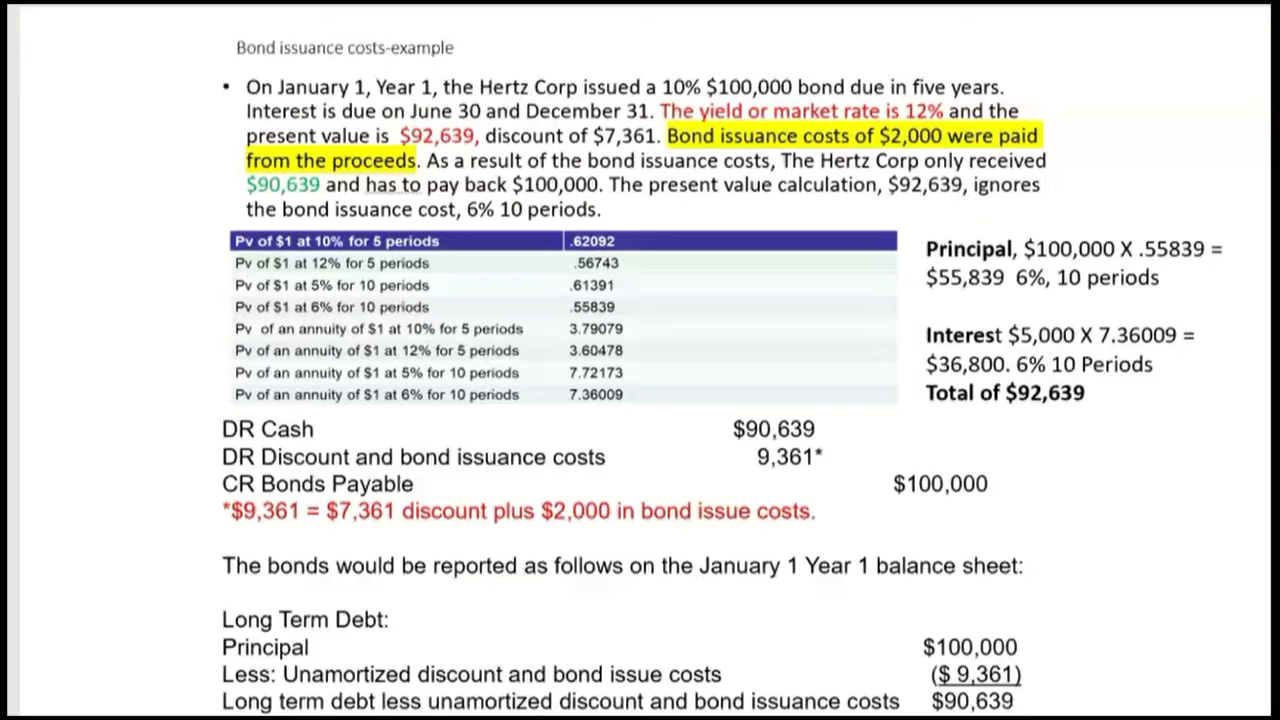 Bond issuance costs-example
• On January 1, Year 1, the Hertz Corp issued a 10% $100,000 bond due in five years.
Interest is due on June 30 and December 31. The yield or market rate is 12% and the
present value is $92,639, discount of $7,361. Bond issuance costs of $2,000 were paid
from the proceeds. As a result of the bond issuance costs, The Hertz Corp only received
$90,639 and has to pay back $100,000. The present value calculation, $92,639, ignores
the bond issuance cost, 6% 10 periods.
Pv of $1 at 10% for 5 periods .62092
Pv of $1 at 12% for 5 periods .56743
Pv of $1 at 5% for 10 periods .61391
Pv of $1 at 6% for 10 periods .55839
Pv of an annuity of $1 at 10% for 5 periods 3.79079
Pv of an annuity of $1 at 12% for 5 periods 3.60478
Pv of an annuity of $1 at 5% for 10 periods 7.72173
Pv of an annuity of $1 at 6% for 10 periods 7.36009
Principal, $100,000 X .55839 =
$55,839 6%, 10 periods
Interest $5,000 X 7.36009 =
$36,800. 6% 10 Periods
Total of $92,639
DR Cash $90,639
DR Discount and bond issuance costs 9,361*
CR Bonds Payable $100,000
*$9,361 = $7,361 discount plus $2,000 in bond issue costs.
The bonds would be reported as follows on the January 1 Year 1 balance sheet:
Long Term Debt:
Principal $100,000
Less: Unamortized discount and bond issue costs ($ 9,361)
Long term debt less unamortized discount and bond issuance costs $90,639